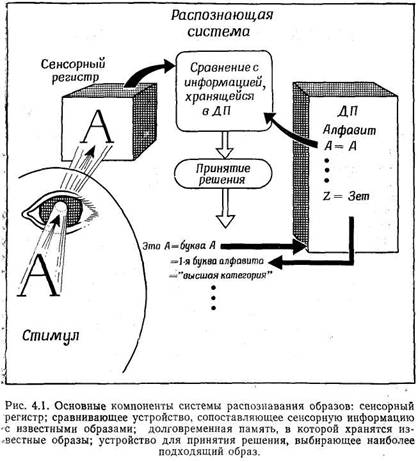 Распознающая
система
Сенсорный
регистр
A
Сравнение с
информацией,
хранящейся
в ДП
ДП
Алфавит
A = A
Z = Зет
Принятие
решения
Это A = буква A
=1-я буква алфавита
="высшая категория"
A
Стимул
Рис. 4.1. Основные компоненты системы распознавания образов: сенсорный
регистр; сравнивающее устройство, сопоставляющее сенсорную информацию
с известными образами; долговременная память, в которой хранятся из-
вестные образы; устройство для принятия решения, выбирающее наиболее
подходящий образ.